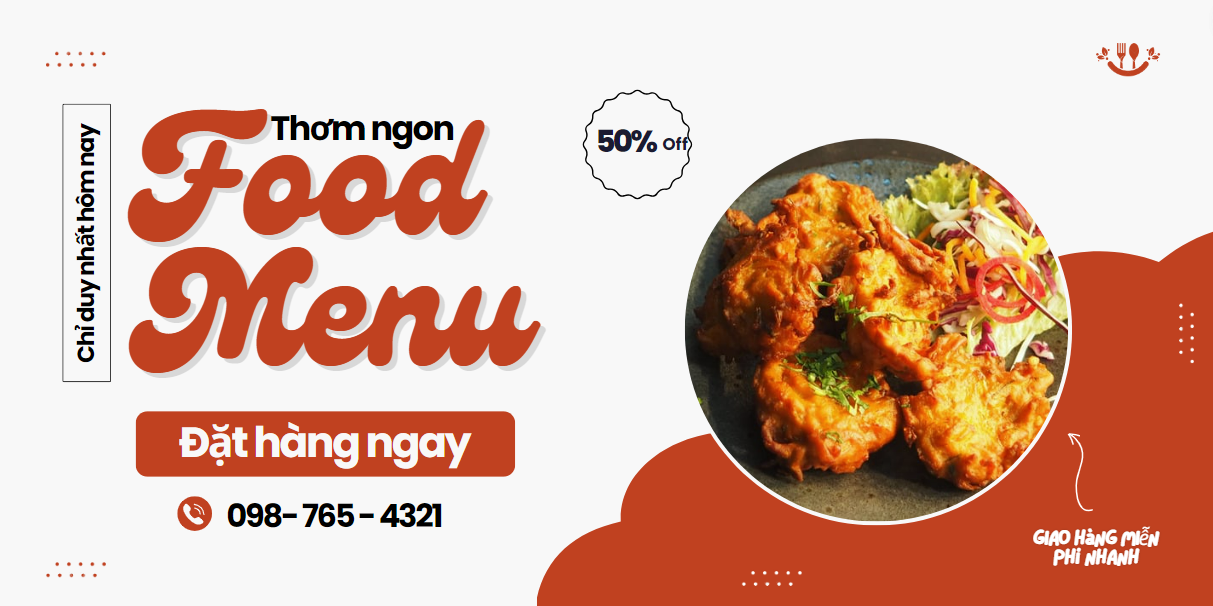 Chỉ duy nhất hôm nay
Thơm ngon
Food
Menu
50% Off
Đặt hàng ngay
098-765-4321
GIAO HàNG MIỄN
PHí NHANH